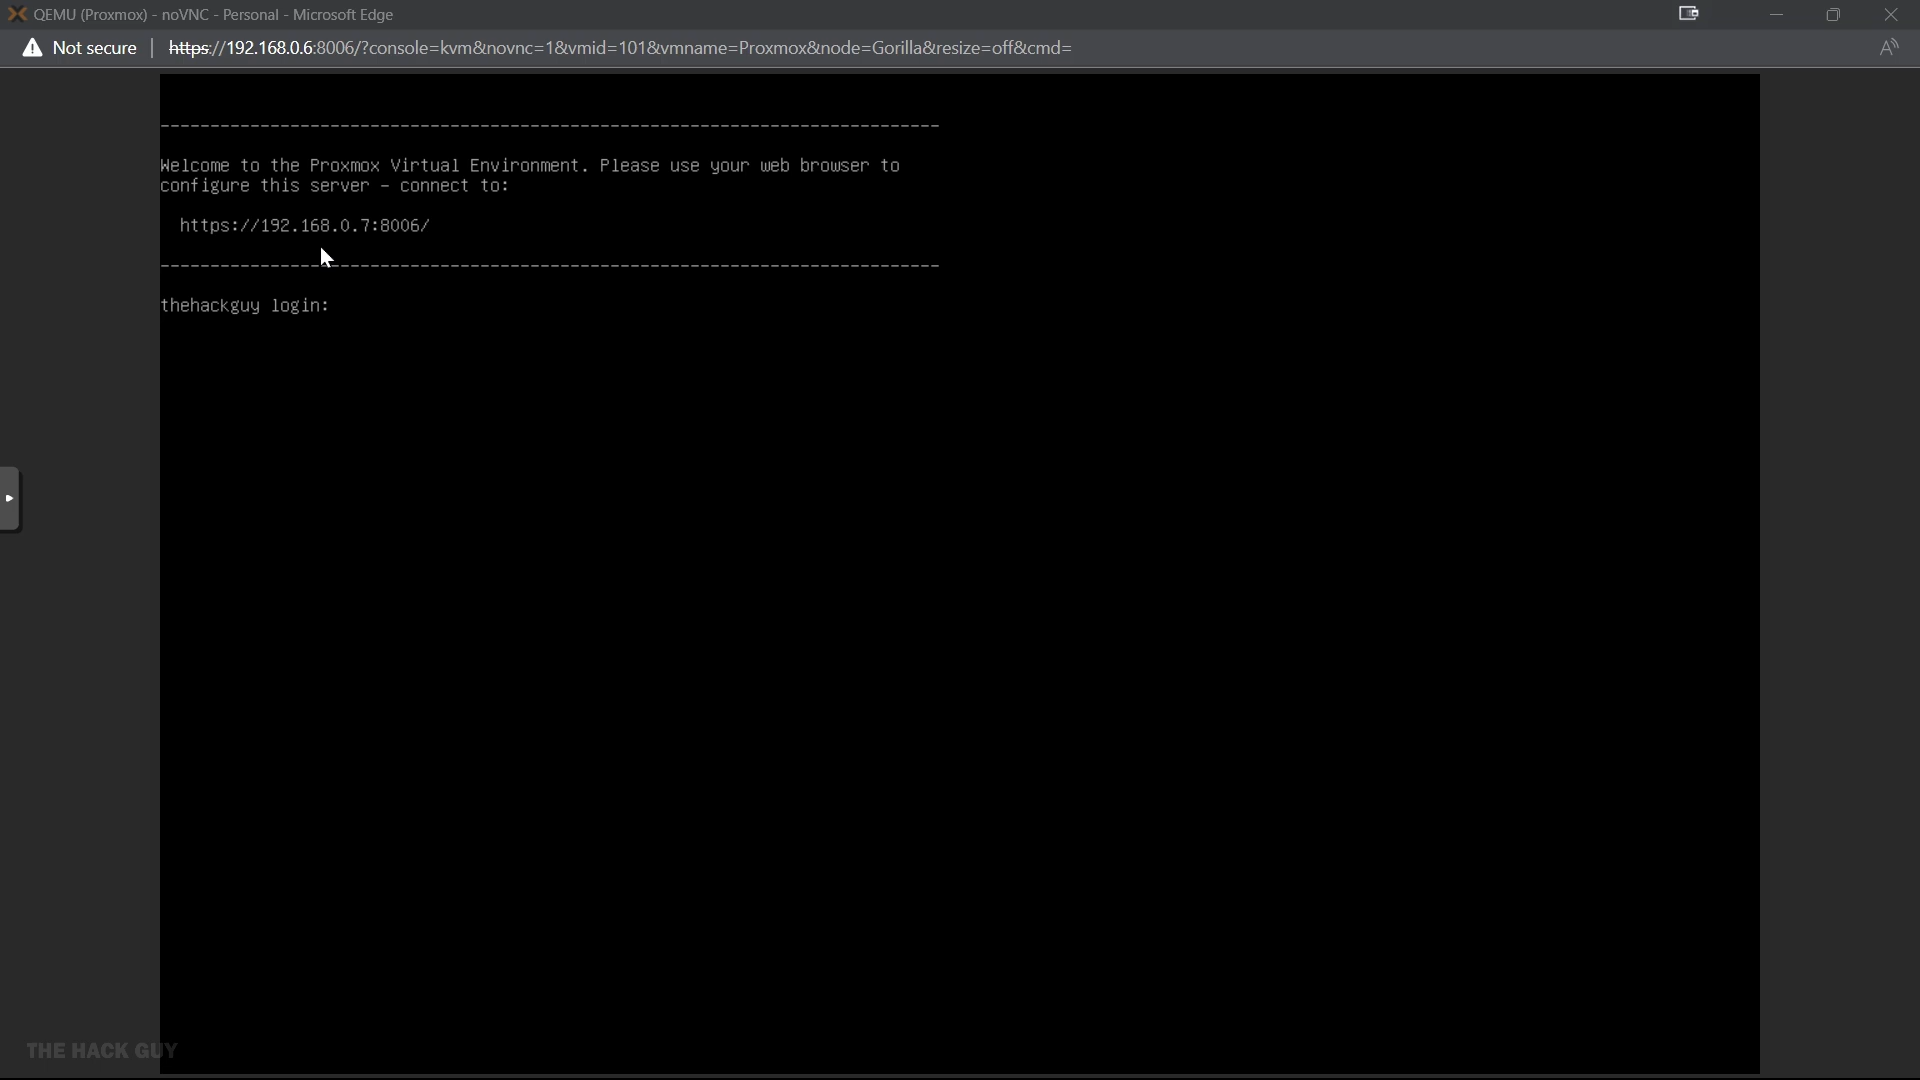 QEMU (Proxmox) - noVNC - Personal - Microsoft Edge
Not secure
https://192.168.0.6:8006/?console=kvm&novnc=1&vmid=101&vmname=Proxmox&node=Gorilla&resize=off&cmd=
--------------------------------------------------------------------------------
Welcome to the Proxmox Virtual Environment. Please use your web browser to
configure this server - connect to:
https://192.168.0.7:8006/
--------------------------------------------------------------------------------
thehackguy login:
THE HACK GUY